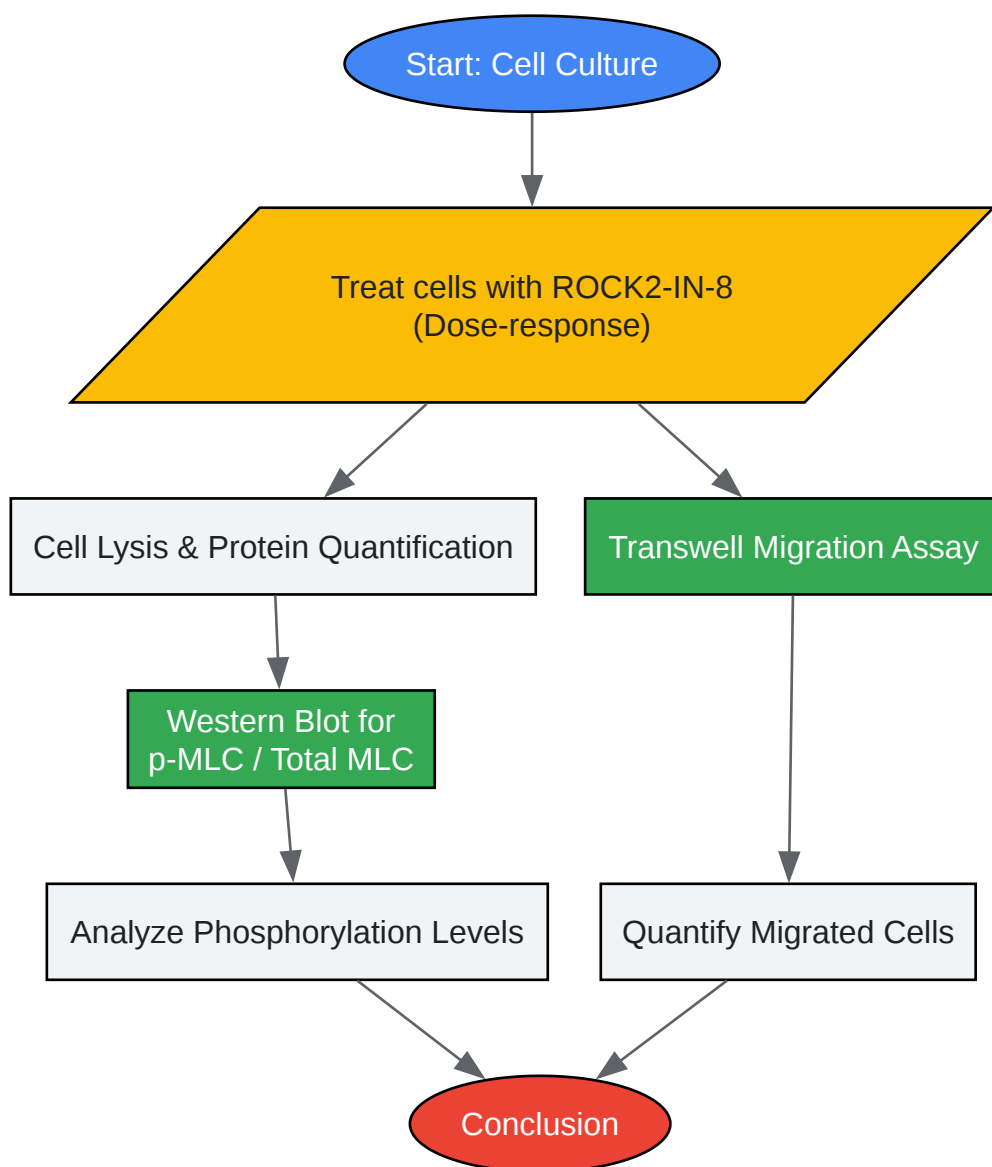 Start: Cell Culture
Treat cells with ROCK2-IN-8
(Dose-response)
Cell Lysis & Protein Quantification
Transwell Migration Assay
Western Blot for
p-MLC / Total MLC
Analyze Phosphorylation Levels
Quantify Migrated Cells
Conclusion